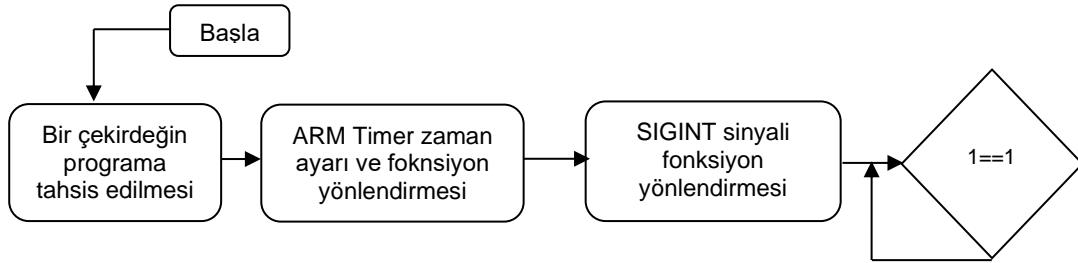 Başla
Bir çekirdeğin
programa
tahsis edilmesi
ARM Timer zaman
ayarı ve foknsiyon
yönlendirmesi
SIGINT sinyali
fonksiyon
yönlendirmesi
1==1